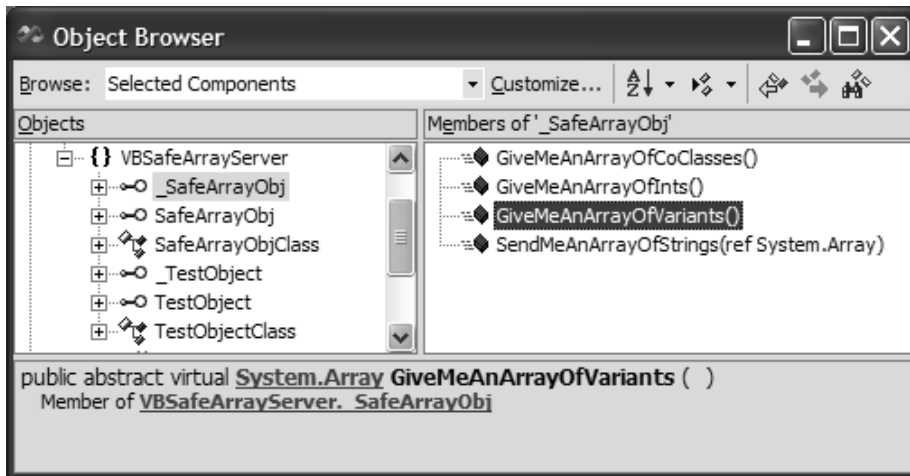 Object Browser
Browse: Selected Components Customize...
Objects
Members of '_SafeArrayObj'
{} VBSafeArrayServer
_SafeArrayObj
SafeArrayObj
SafeArrayObjClass
_TestObject
TestObject
TestObjectClass
GiveMeAnArrayOfCoClasses()
GiveMeAnArrayOfInts()
GiveMeAnArrayOfVariants()
SendMeAnArrayOfStrings(ref System.Array)
public abstract virtual System.Array GiveMeAnArrayOfVariants ( )
Member of VBSafeArrayServer._SafeArrayObj